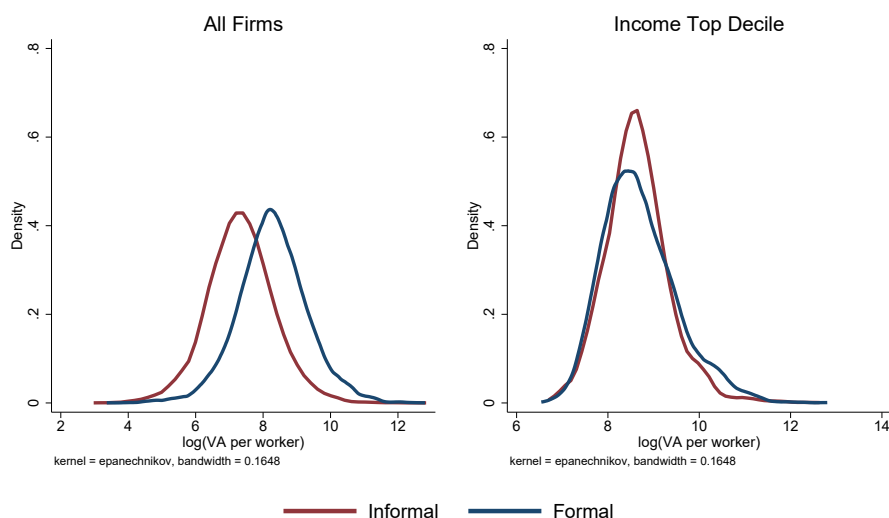 All Firms
Density
0
.2
.4
.6
.8
2 4 6 8 10 12
log(VA per worker)
kernel = epanechnikov, bandwidth = 0.1648
Income Top Decile
Density
0
.2
.4
.6
.8
6 8 10 12 14
log(VA per worker)
kernel = epanechnikov, bandwidth = 0.1648
Informal Formal